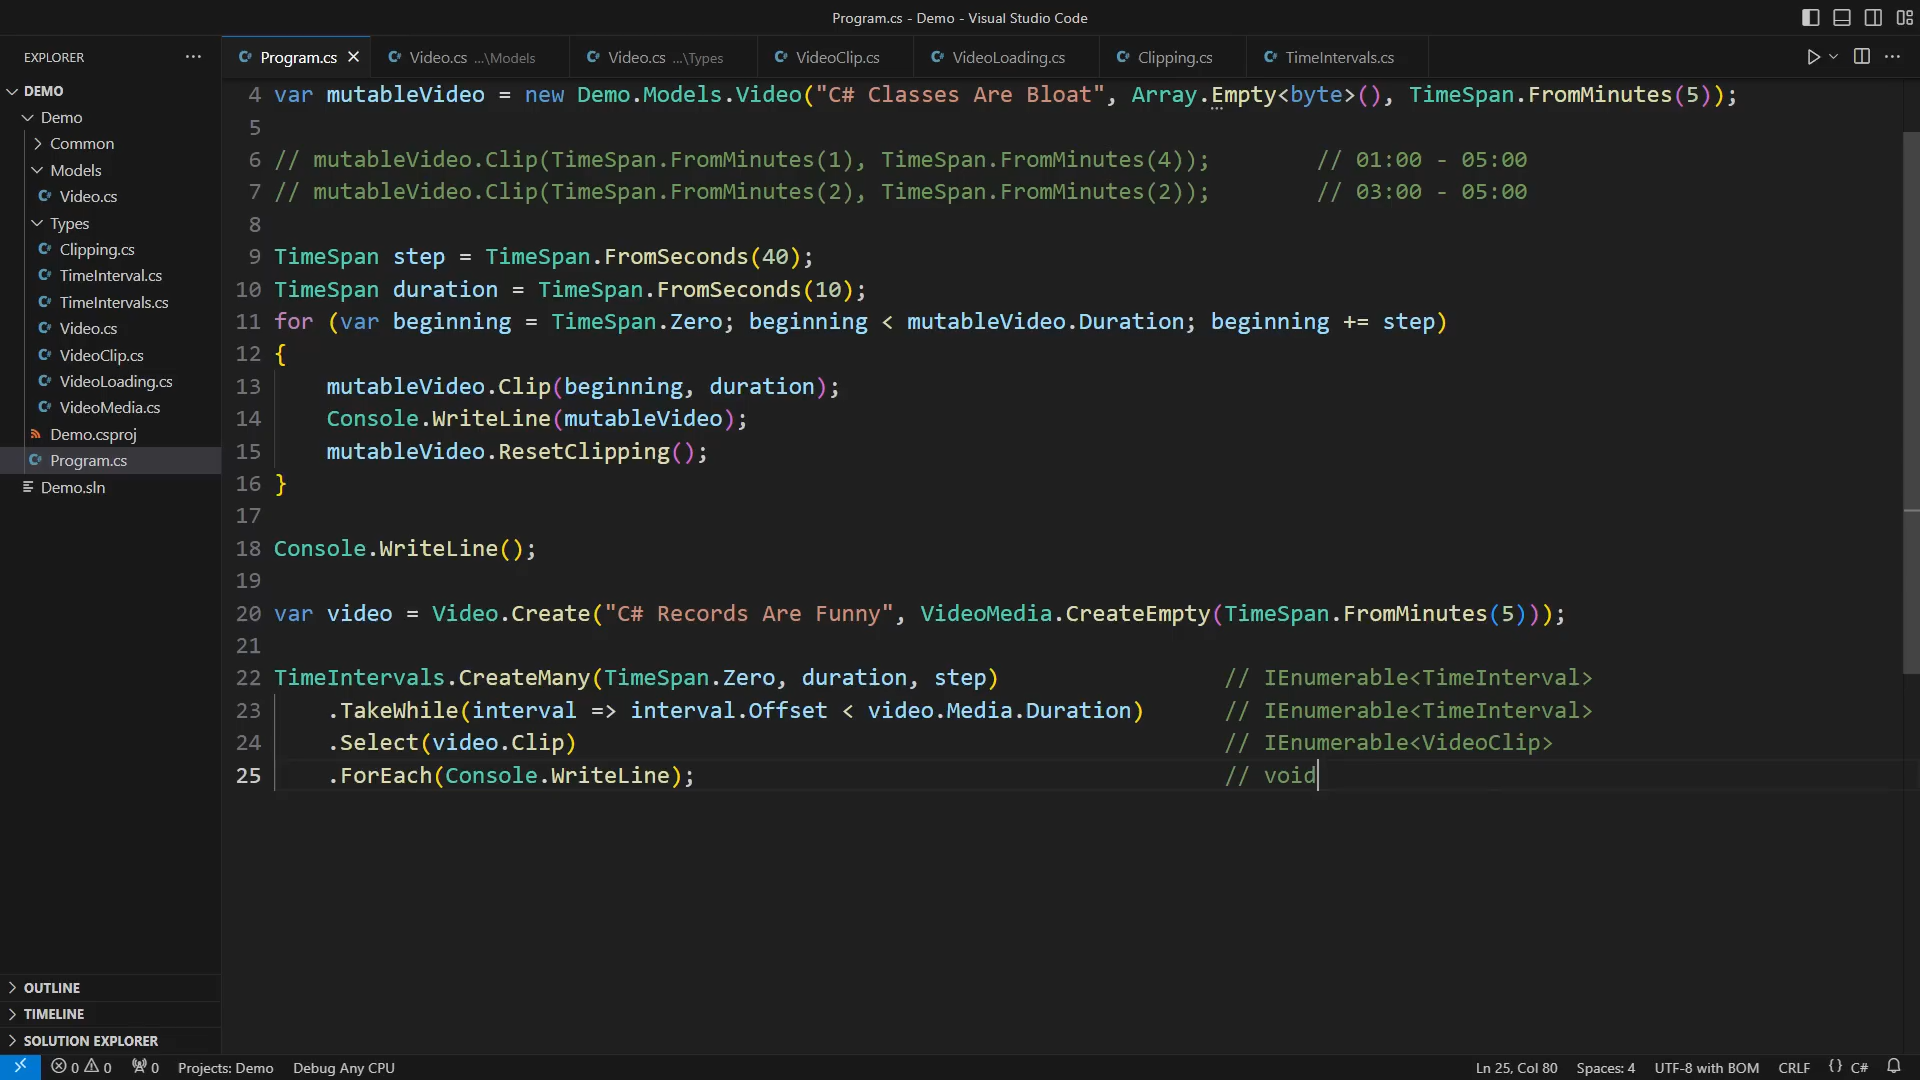 Program.cs - Demo - Visual Studio Code
EXPLORER
Program.cs
Video.cs ...\Models
Video.cs ...\Types
VideoClip.cs
VideoLoading.cs
Clipping.cs
TimeIntervals.cs
DEMO
Demo
Common
Models
Video.cs
Types
Clipping.cs
TimeInterval.cs
TimeIntervals.cs
Video.cs
VideoClip.cs
VideoLoading.cs
VideoMedia.cs
Demo.csproj
Program.cs
Demo.sln
OUTLINE
TIMELINE
SOLUTION EXPLORER
4 var mutableVideo = new Demo.Models.Video("C# Classes Are Bloat", Array.Empty<byte>(), TimeSpan.FromMinutes(5));
5
6 // mutableVideo.Clip(TimeSpan.FromMinutes(1), TimeSpan.FromMinutes(4)); // 01:00 - 05:00
7 // mutableVideo.Clip(TimeSpan.FromMinutes(2), TimeSpan.FromMinutes(2)); // 03:00 - 05:00
8
9 TimeSpan step = TimeSpan.FromSeconds(40);
10 TimeSpan duration = TimeSpan.FromSeconds(10);
11 for (var beginning = TimeSpan.Zero; beginning < mutableVideo.Duration; beginning += step)
12 {
13 mutableVideo.Clip(beginning, duration);
14 Console.WriteLine(mutableVideo);
15 mutableVideo.ResetClipping();
16 }
17
18 Console.WriteLine();
19
20 var video = Video.Create("C# Records Are Funny", VideoMedia.CreateEmpty(TimeSpan.FromMinutes(5)));
21
22 TimeIntervals.CreateMany(TimeSpan.Zero, duration, step) // IEnumerable<TimeInterval>
23 .TakeWhile(interval => interval.Offset < video.Media.Duration) // IEnumerable<TimeInterval>
24 .Select(video.Clip) // IEnumerable<VideoClip>
25 .ForEach(Console.WriteLine); // void
0 0 0 Projects: Demo Debug Any CPU Ln 25, Col 80 Spaces: 4 UTF-8 with BOM CRLF {} C#